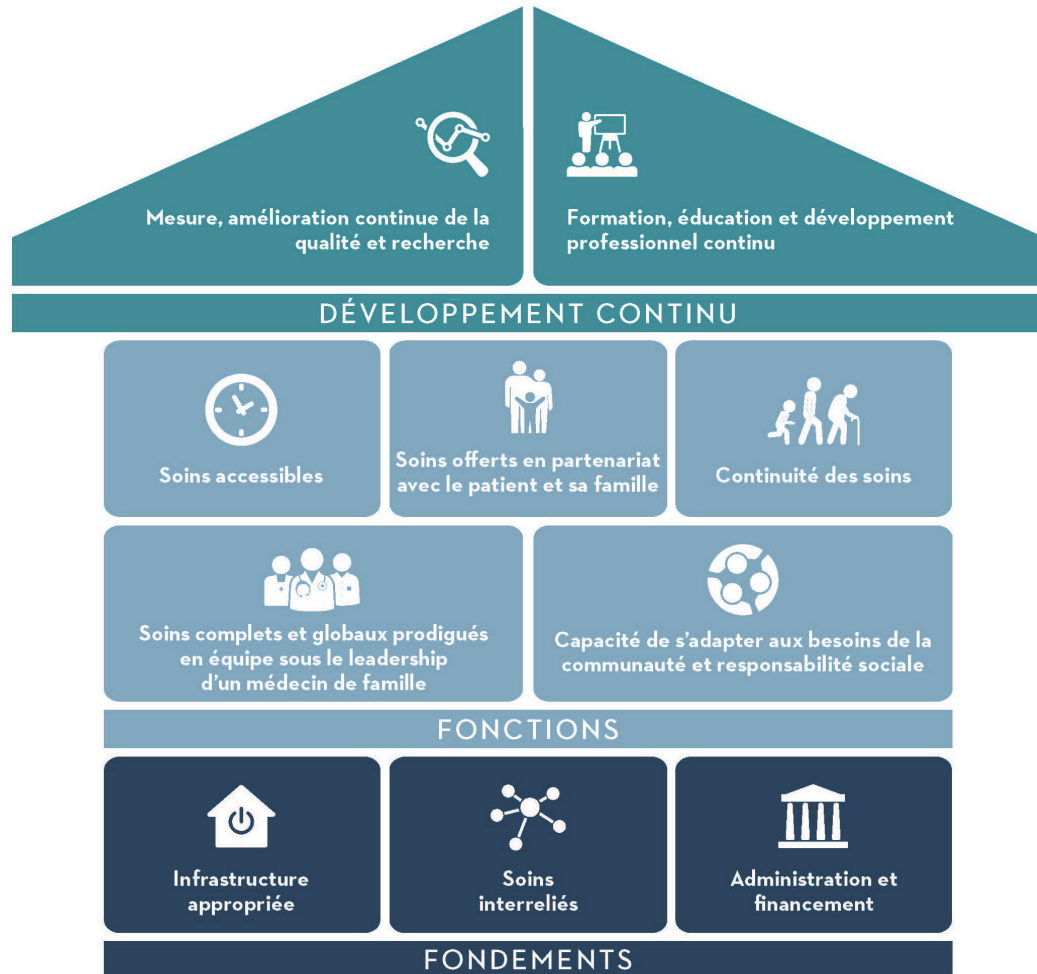 Mesure, amélioration continue de la
qualité et recherche
Formation, éducation et développement
professionnel continu
DÉVELOPPEMENT CONTINU
Soins accessibles
Soins offerts en partenariat
avec le patient et sa famille
Continuité des soins
Soins complets et globaux prodigués
en équipe sous le leadership
d’un médecin de famille
Capacité de s’adapter aux besoins de la
communauté et responsabilité sociale
FONCTIONS
Infrastructure
appropriée
Soins
interreliés
Administration et
financement
FONDEMENTS